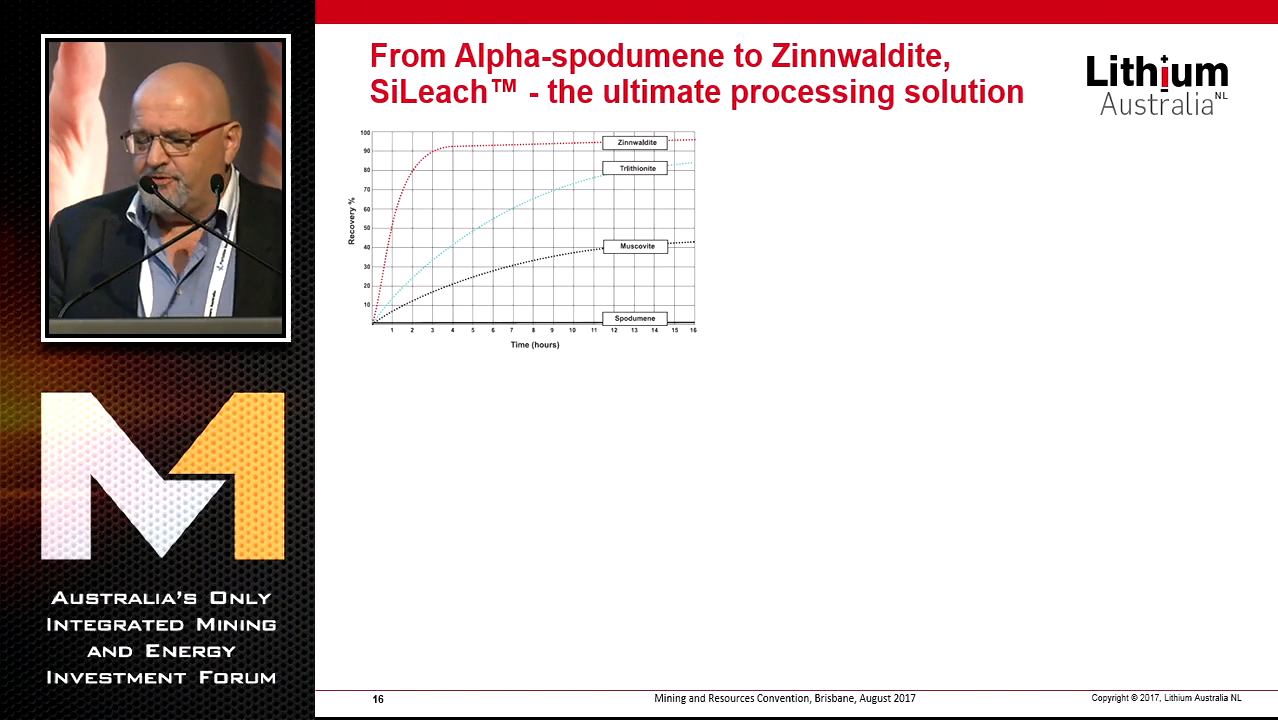 From Alpha-spodumene to Zinnwaldite,
SiLeach™ - the ultimate processing solution
Lithium
Australia NL
100
90
80
70
60
50
40
30
20
10
Recovery %
Zinnwaldite
Trlithionite
Muscovite
Spodumene
1 2 3 4 5 6 7 8 9 10 11 12 13 14 15 16
Time (hours)
Australia's Only
Integrated Mining
and Energy
Investment Forum
16
Mining and Resources Convention, Brisbane, August 2017
Copyright © 2017, Lithium Australia NL